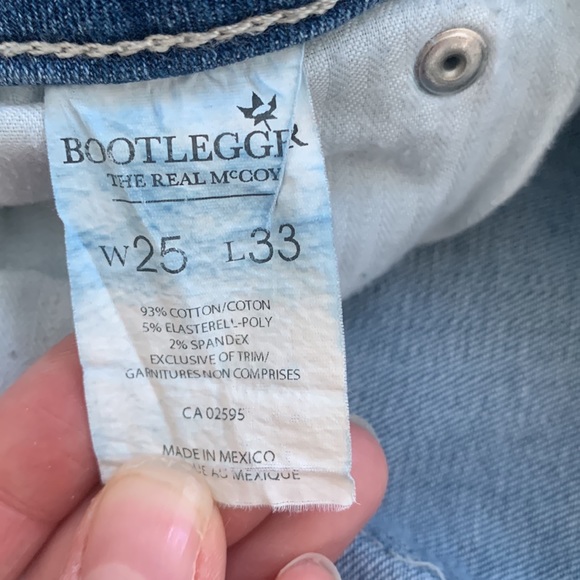 BOOTLEGGER
THE REAL McCOY
W25 L33
93% COTTON/COTON
5% ELASTERELL-POLY
2% SPANDEX
EXCLUSIVE OF TRIM/
GARNITURES NON COMPRISES
CA 02595
MADE IN MEXICO
AU MEXIQUE